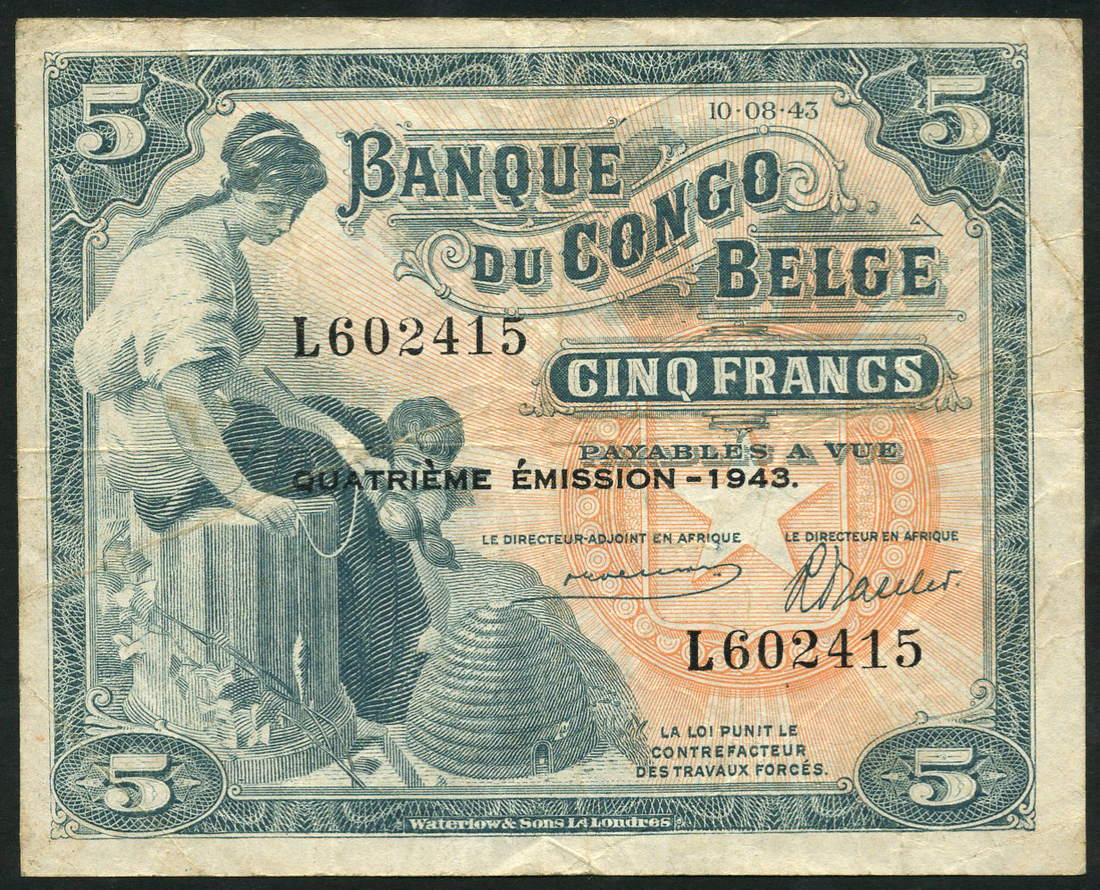 5
5
10·08·43
BANQUE
DU CONGO
BELGE
L602415
CINQ FRANCS
PAYABLES A VUE
QUATRIÈME ÉMISSION – 1943.
LE DIRECTEUR-ADJOINT EN AFRIQUE
LE DIRECTEUR EN AFRIQUE
L602415
LA LOI PUNIT LE
CONTREFACTEUR
DES TRAVAUX FORCÉS.
5
5
Waterlow & Sons Ld Londres